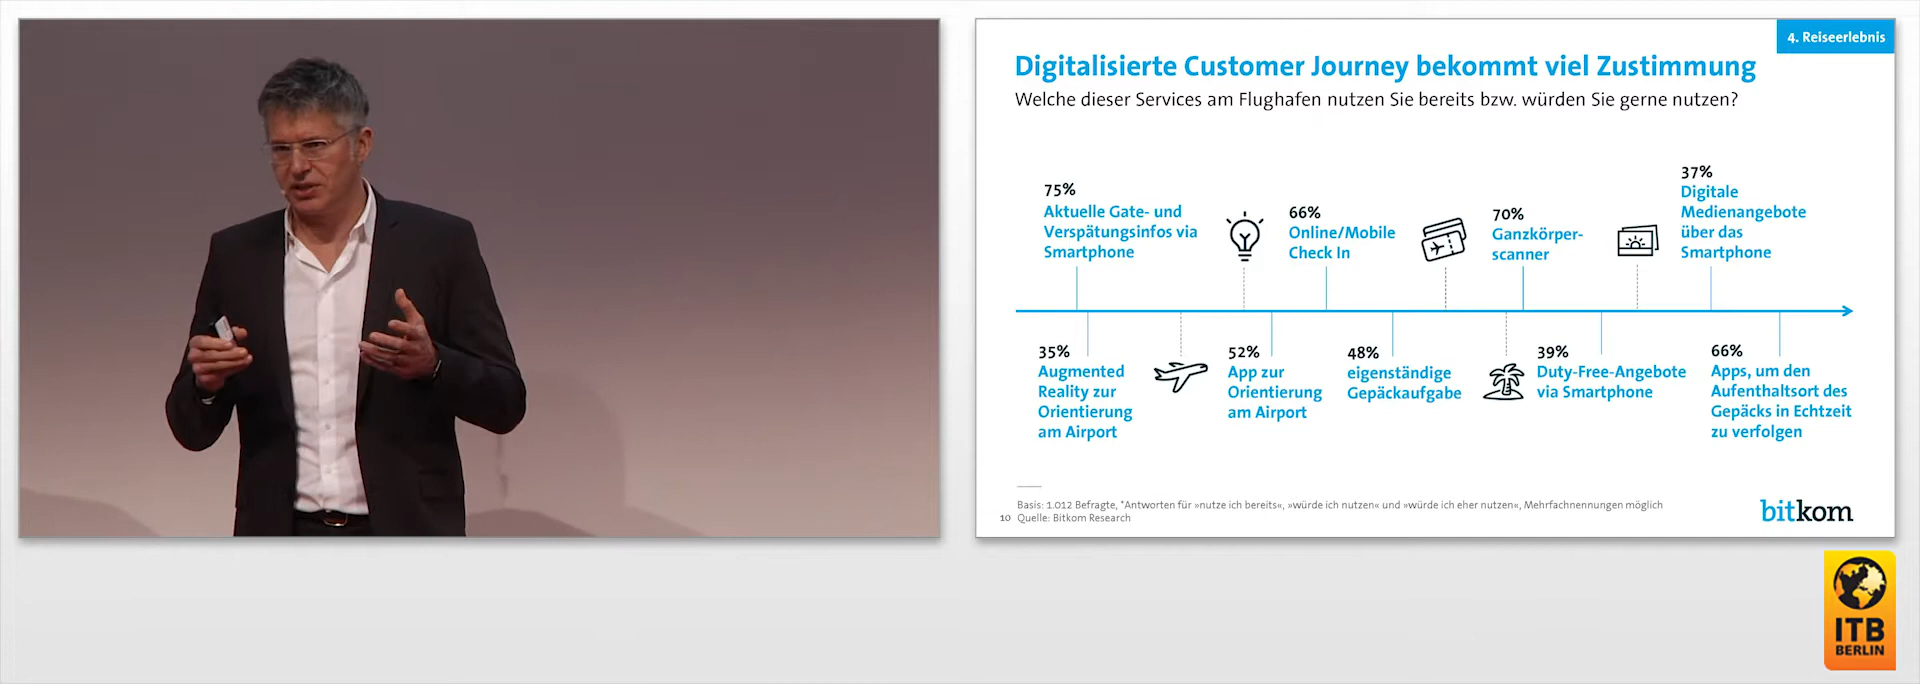 4. Reiseerlebnis
Digitalisierte Customer Journey bekommt viel Zustimmung
Welche dieser Services am Flughafen nutzen Sie bereits bzw. würden Sie gerne nutzen?
75%
Aktuelle Gate- und
Verspätungsinfos via
Smartphone
66%
Online/Mobile
Check In
70%
Ganzkörper-
scanner
37%
Digitale
Medienangebote
über das
Smartphone
35%
Augmented
Reality zur
Orientierung
am Airport
52%
App zur
Orientierung
am Airport
48%
eigenständige
Gepäckaufgabe
39%
Duty-Free-Angebote
via Smartphone
66%
Apps, um den
Aufenthaltsort des
Gepäcks in Echtzeit
zu verfolgen
Basis: 1.012 Befragte, *Antworten für »nutze ich bereits«, »würde ich nutzen« und »würde ich eher nutzen«, Mehrfachnennungen möglich
10 Quelle: Bitkom Research
bitkom
ITB
BERLIN